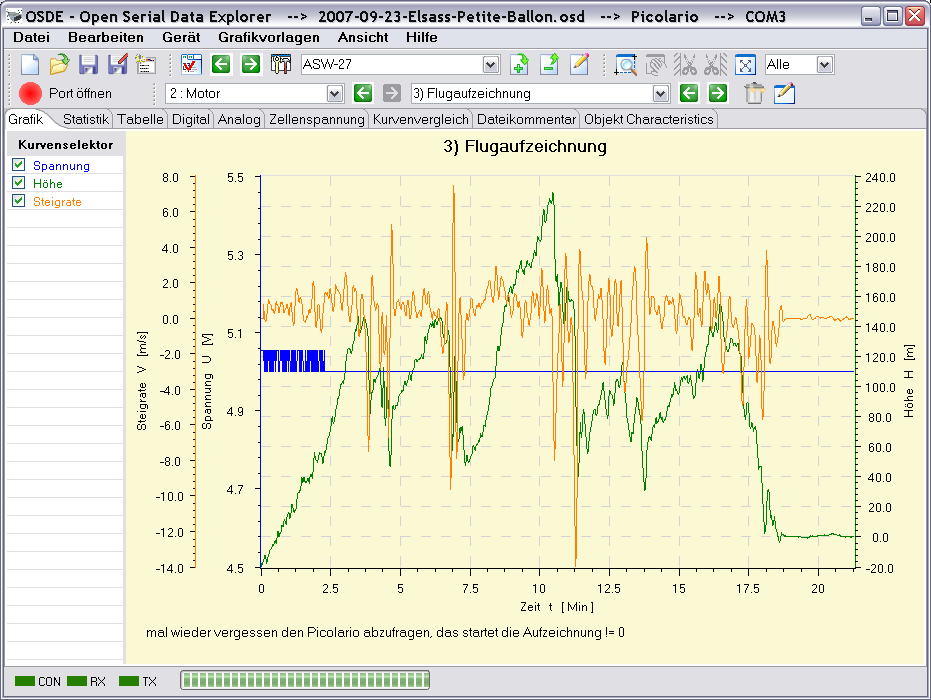 OSDE - Open Serial Data Explorer --> 2007-09-23-Elsass-Petite-Ballon.osd --> Picolario --> COM3
Datei Bearbeiten Gerät Grafikvorlagen Ansicht Hilfe
ASW-27 Alle
Port öffnen 2 : Motor 3) Flugaufzeichnung
Grafik Statistik Tabelle Digital Analog Zellenspannung Kurvenvergleich Dateikommentar Objekt Characteristics
Kurvenselektor
Spannung
Höhe
Steigrate
3) Flugaufzeichnung
8.0
6.0
4.0
2.0
0.0
-2.0
-4.0
-6.0
-8.0
-10.0
-12.0
-14.0
Steigrate V [m/s]
5.5
5.3
5.1
4.9
4.7
4.5
Spannung U [V]
240.0
220.0
200.0
180.0
160.0
140.0
120.0
100.0
80.0
60.0
40.0
20.0
0.0
-20.0
Höhe H [m]
0 2.5 5 7.5 10 12.5 15 17.5 20
Zeit t [Min]
mal wieder vergessen den Picolario abzufragen, das startet die Aufzeichnung != 0
CON RX TX